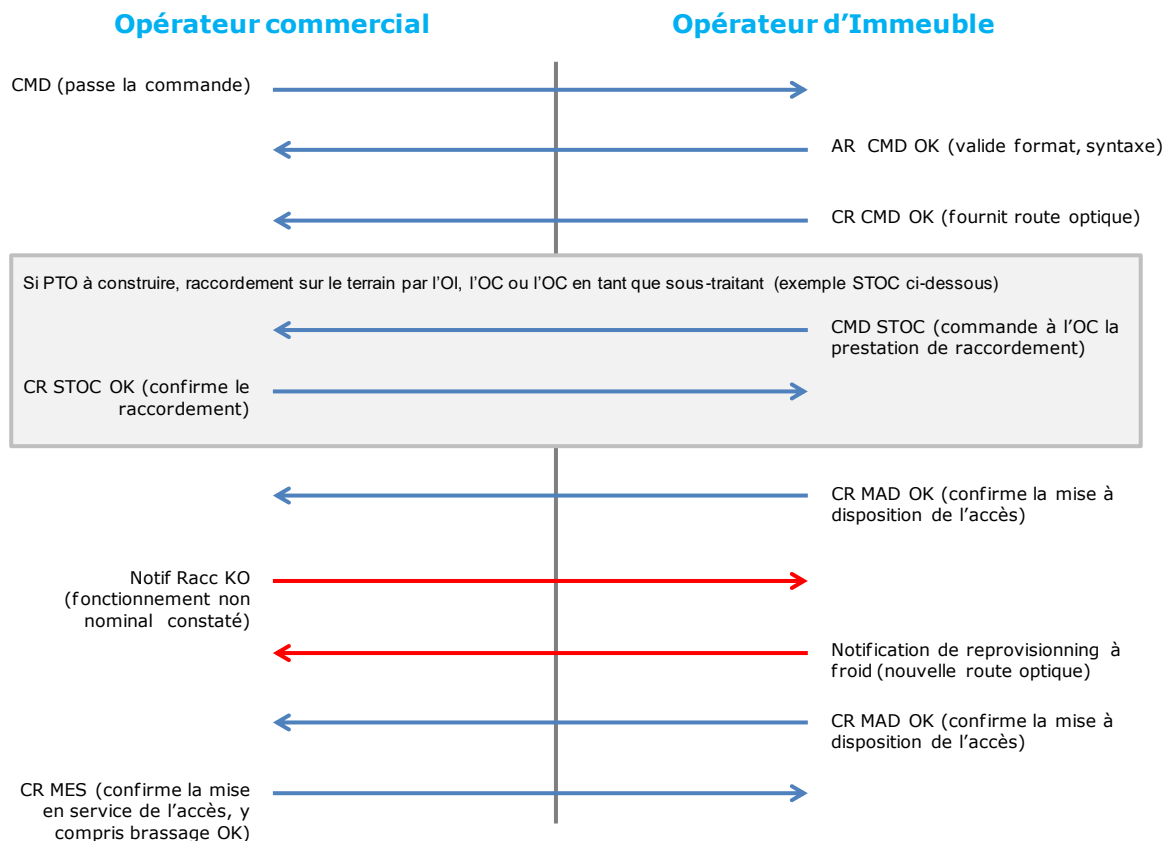 Opérateur commercial
Opérateur d’Immeuble
CMD (passe la commande)
AR CMD OK (valide format, syntaxe)
CR CMD OK (fournit route optique)
Si PTO à construire, raccordement sur le terrain par l’OI, l’OC ou l’OC en tant que sous-traitant (exemple STOC ci-dessous)
CMD STOC (commande à l’OC la
prestation de raccordement)
CR STOC OK (confirme le
raccordement)
CR MAD OK (confirme la mise à
disposition de l’accès)
Notif Racc KO
(fonctionnement non
nominal constaté)
Notification de reprovisionning à
froid (nouvelle route optique)
CR MAD OK (confirme la mise à
disposition de l’accès)
CR MES (confirme la mise
en service de l’accès, y
compris brassage OK)